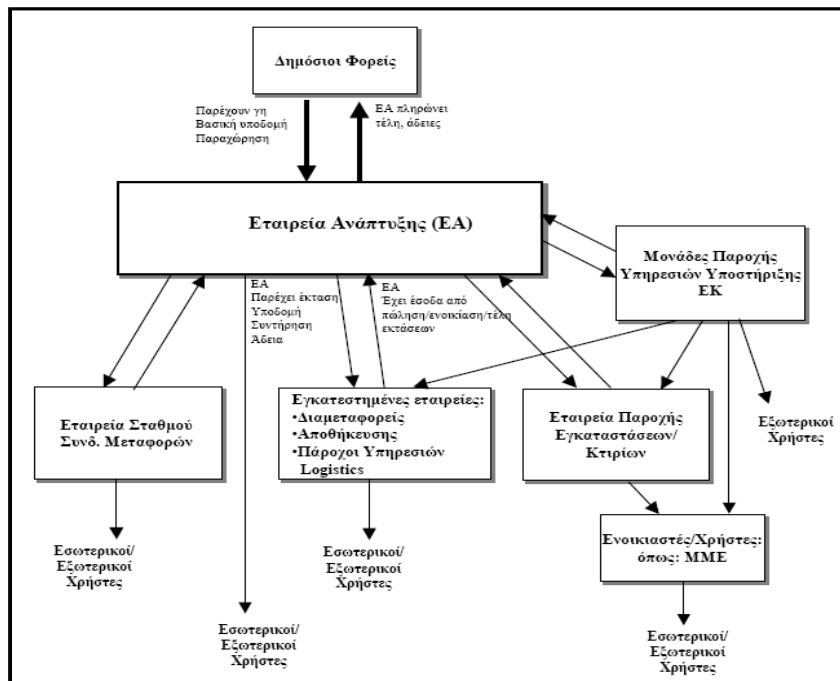 Δημόσιοι Φορείς
Παρέχουν γη
Βασική υποδομή
Παραχώρηση
ΕΑ πληρώνει
τέλη, άδειες
Εταιρεία Ανάπτυξης (ΕΑ)
Μονάδες Παροχής
Υπηρεσιών Υποστήριξης
ΕΚ
ΕΑ
Παρέχει έκταση
Υποδομή
Συντήρηση
Άδεια
ΕΑ
Έχει έσοδα από
πώληση/ενοικίαση/τέλη
εκτάσεων
Εταιρεία Σταθμού
Συνδ. Μεταφορών
Εγκατεστημένες εταιρείες:
•Διαμεταφορείς
•Αποθήκευσης
•Πάροχοι Υπηρεσιών
Logistics
Εταιρεία Παροχής
Εγκαταστάσεων/
Κτιρίων
Εξωτερικοί
Χρήστες
Ενοικιαστές/Χρήστες:
όπως: ΜΜΕ
Εσωτερικοί/
Εξωτερικοί
Χρήστες
Εσωτερικοί/
Εξωτερικοί
Χρήστες
Εσωτερικοί/
Εξωτερικοί
Χρήστες
Εσωτερικοί/
Εξωτερικοί
Χρήστες